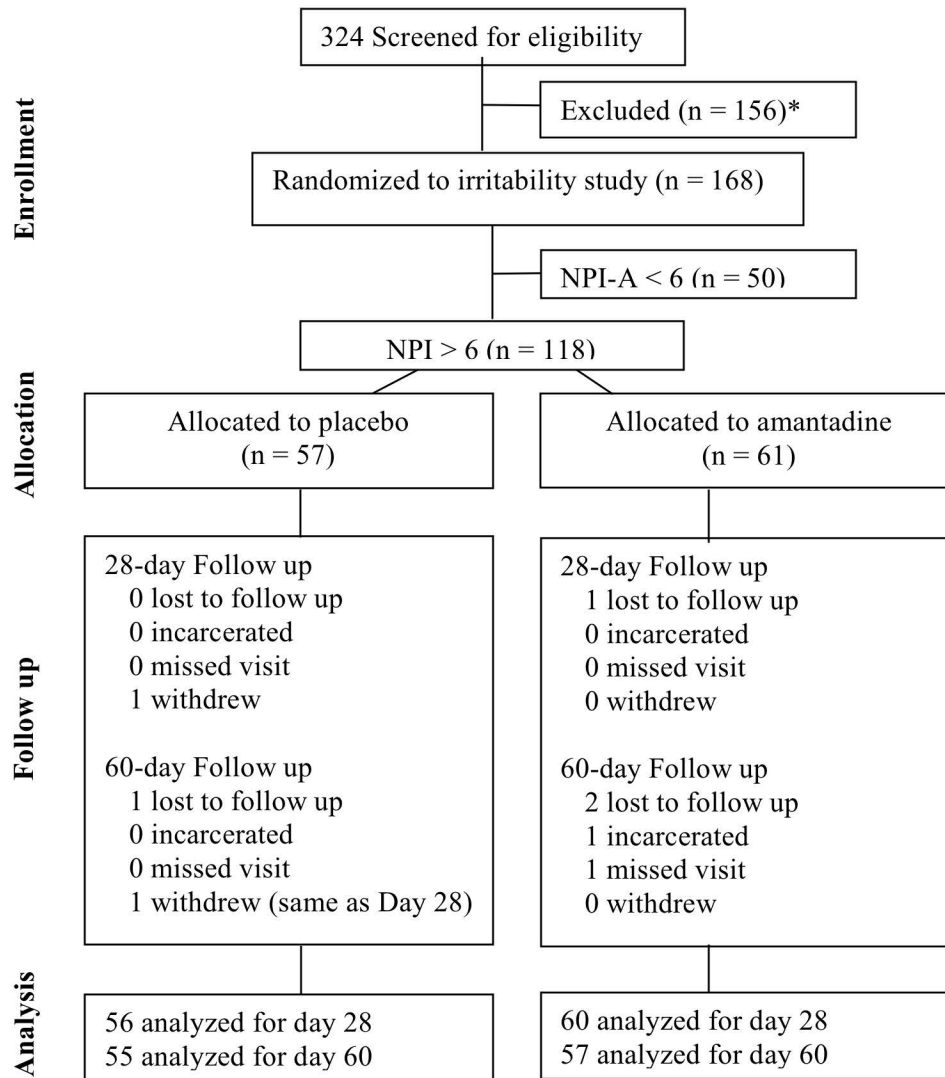 324 Screened for eligibility
Excluded (n = 156)*
Enrollment
Randomized to irritability study (n = 168)
NPI-A < 6 (n = 50)
NPI > 6 (n = 118)
Allocation
Allocated to placebo
(n = 57)
Allocated to amantadine
(n = 61)
Follow up
28-day Follow up
0 lost to follow up
0 incarcerated
0 missed visit
1 withdrew
60-day Follow up
1 lost to follow up
0 incarcerated
0 missed visit
1 withdrew (same as Day 28)
28-day Follow up
1 lost to follow up
0 incarcerated
0 missed visit
0 withdrew
60-day Follow up
2 lost to follow up
1 incarcerated
1 missed visit
0 withdrew
Analysis
56 analyzed for day 28
55 analyzed for day 60
60 analyzed for day 28
57 analyzed for day 60